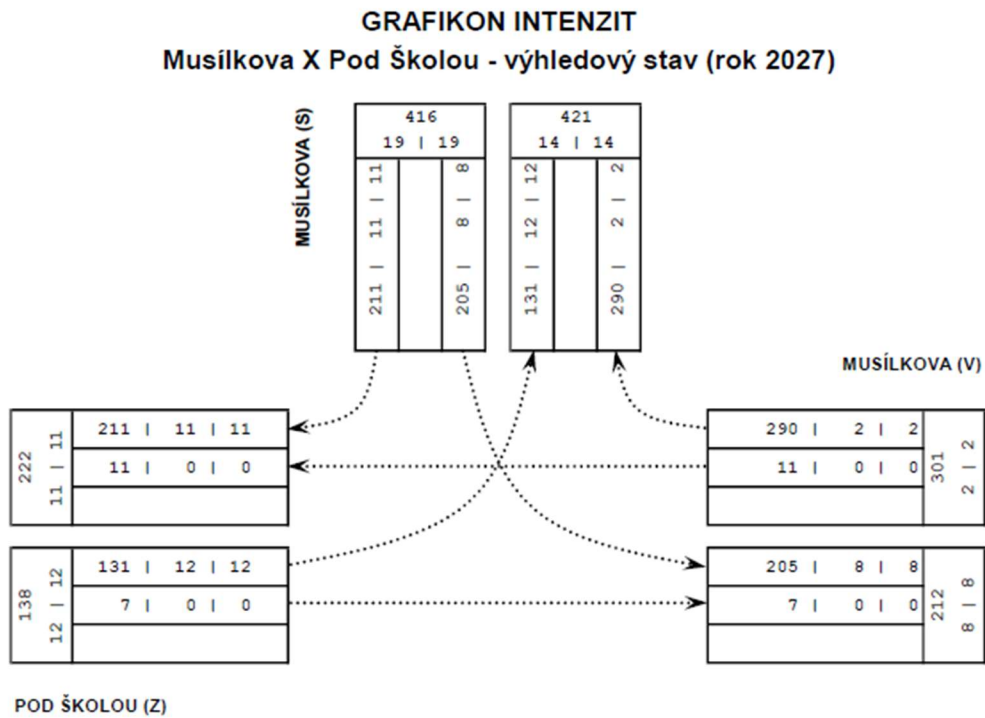 GRAFIKON INTENZIT
Musílkova X Pod Školou - výhledový stav (rok 2027)
MUSÍLKOVA (S)
416
19 | 19
211 | 11 | 11
205 | 8 | 8
421
14 | 14
131 | 12 | 12
290 | 2 | 2
MUSÍLKOVA (V)
222
11 | 11
211 | 11 | 11
11 | 0 | 0
290 | 2 | 2
11 | 0 | 0
301
2 | 2
138
12 | 12
131 | 12 | 12
7 | 0 | 0
205 | 8 | 8
7 | 0 | 0
212
8 | 8
POD ŠKOLOU (Z)